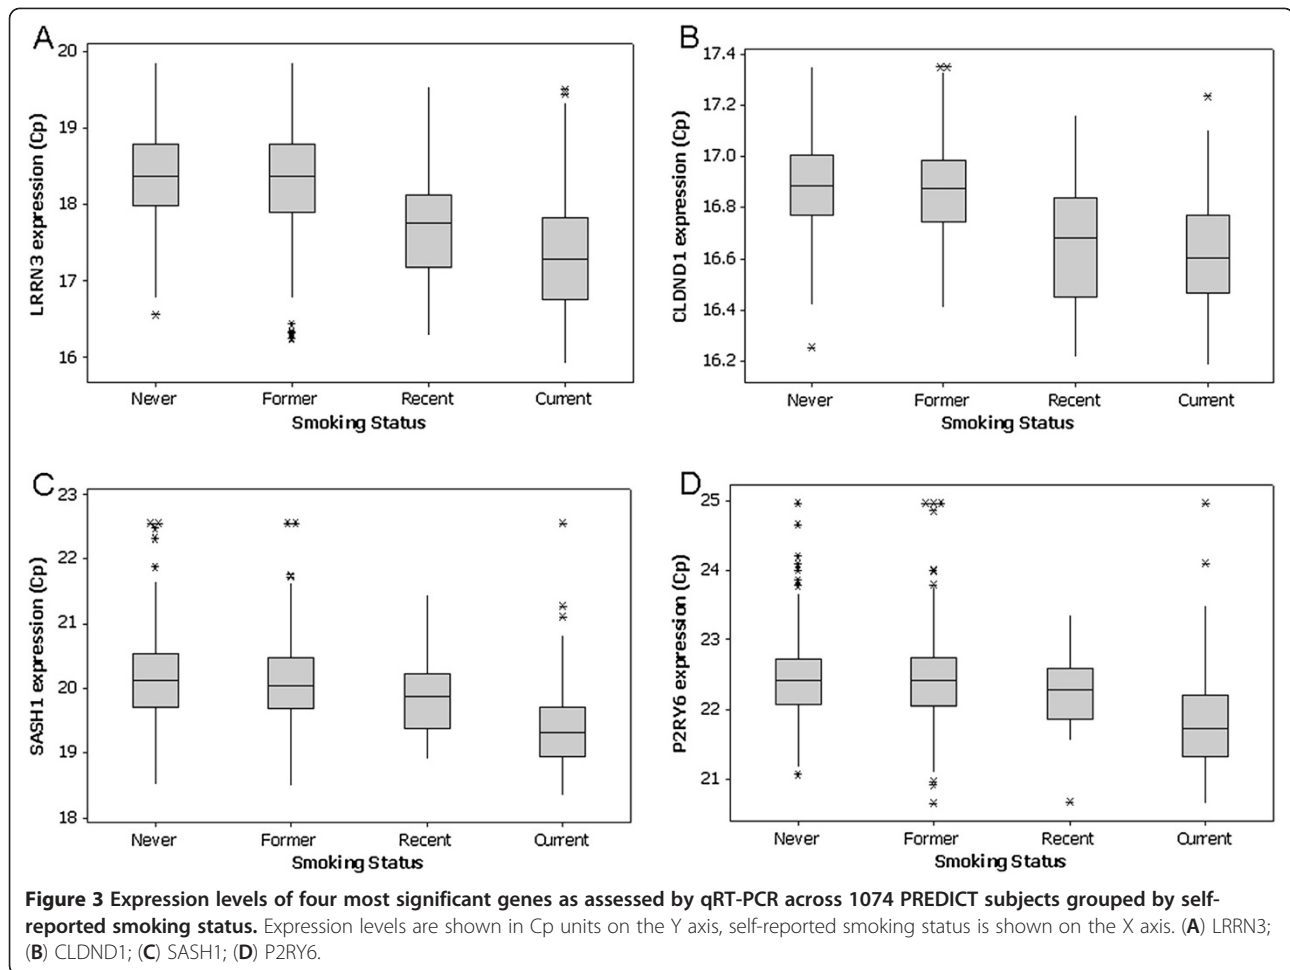 A
LRRN3 expression (Cp)
20
19
18
17
16
Never Former Recent Current
Smoking Status
B
CLDND1 expression (Cp)
17.4
17.2
17.0
16.8
16.6
16.4
16.2
Never Former Recent Current
Smoking Status
C
SASH1 expression (Cp)
23
22
21
20
19
18
Never Former Recent Current
Smoking Status
D
P2RY6 expression (Cp)
25
24
23
22
21
Never Former Recent Current
Smoking Status
Figure 3 Expression levels of four most significant genes as assessed by qRT-PCR across 1074 PREDICT subjects grouped by self-
reported smoking status. Expression levels are shown in Cp units on the Y axis, self-reported smoking status is shown on the X axis. (A) LRRN3;
(B) CLDND1; (C) SASH1; (D) P2RY6.